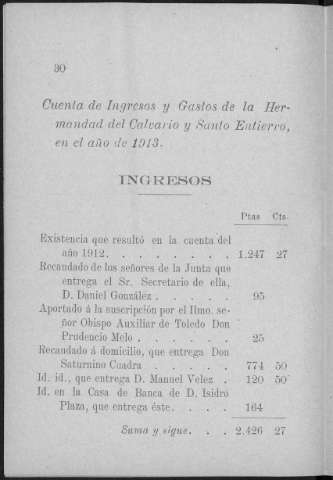 30
Cuenta de Ingresos y Gastos de la Her-
mandad del Calvario y Santo Entierro,
en el año de 1913.
INGRESOS
Ptas Cts.
Existencia que resultó en la cuenta del
año 1912. . . . . . . . 1.247 27
Recaudado de los señores de la Junta que
entrega el Sr. Secretario de ella,
D. Daniel González . . . . . 95
Aportado á la suscripción por el Ilmo. se-
ñor Obispo Auxiliar de Toledo Don
Prudencio Melo . . . . . . 25
Recaudado á domicilio, que entrega Don
Saturnino Cuadra . . . . . 774 50
Id. id., que entrega D. Manuel Velez . 120 50
Id. en la Casa de Banca de D. Isidro
Plaza, que entrega éste. . . . 164
Suma y sigue. . . 2.426 27